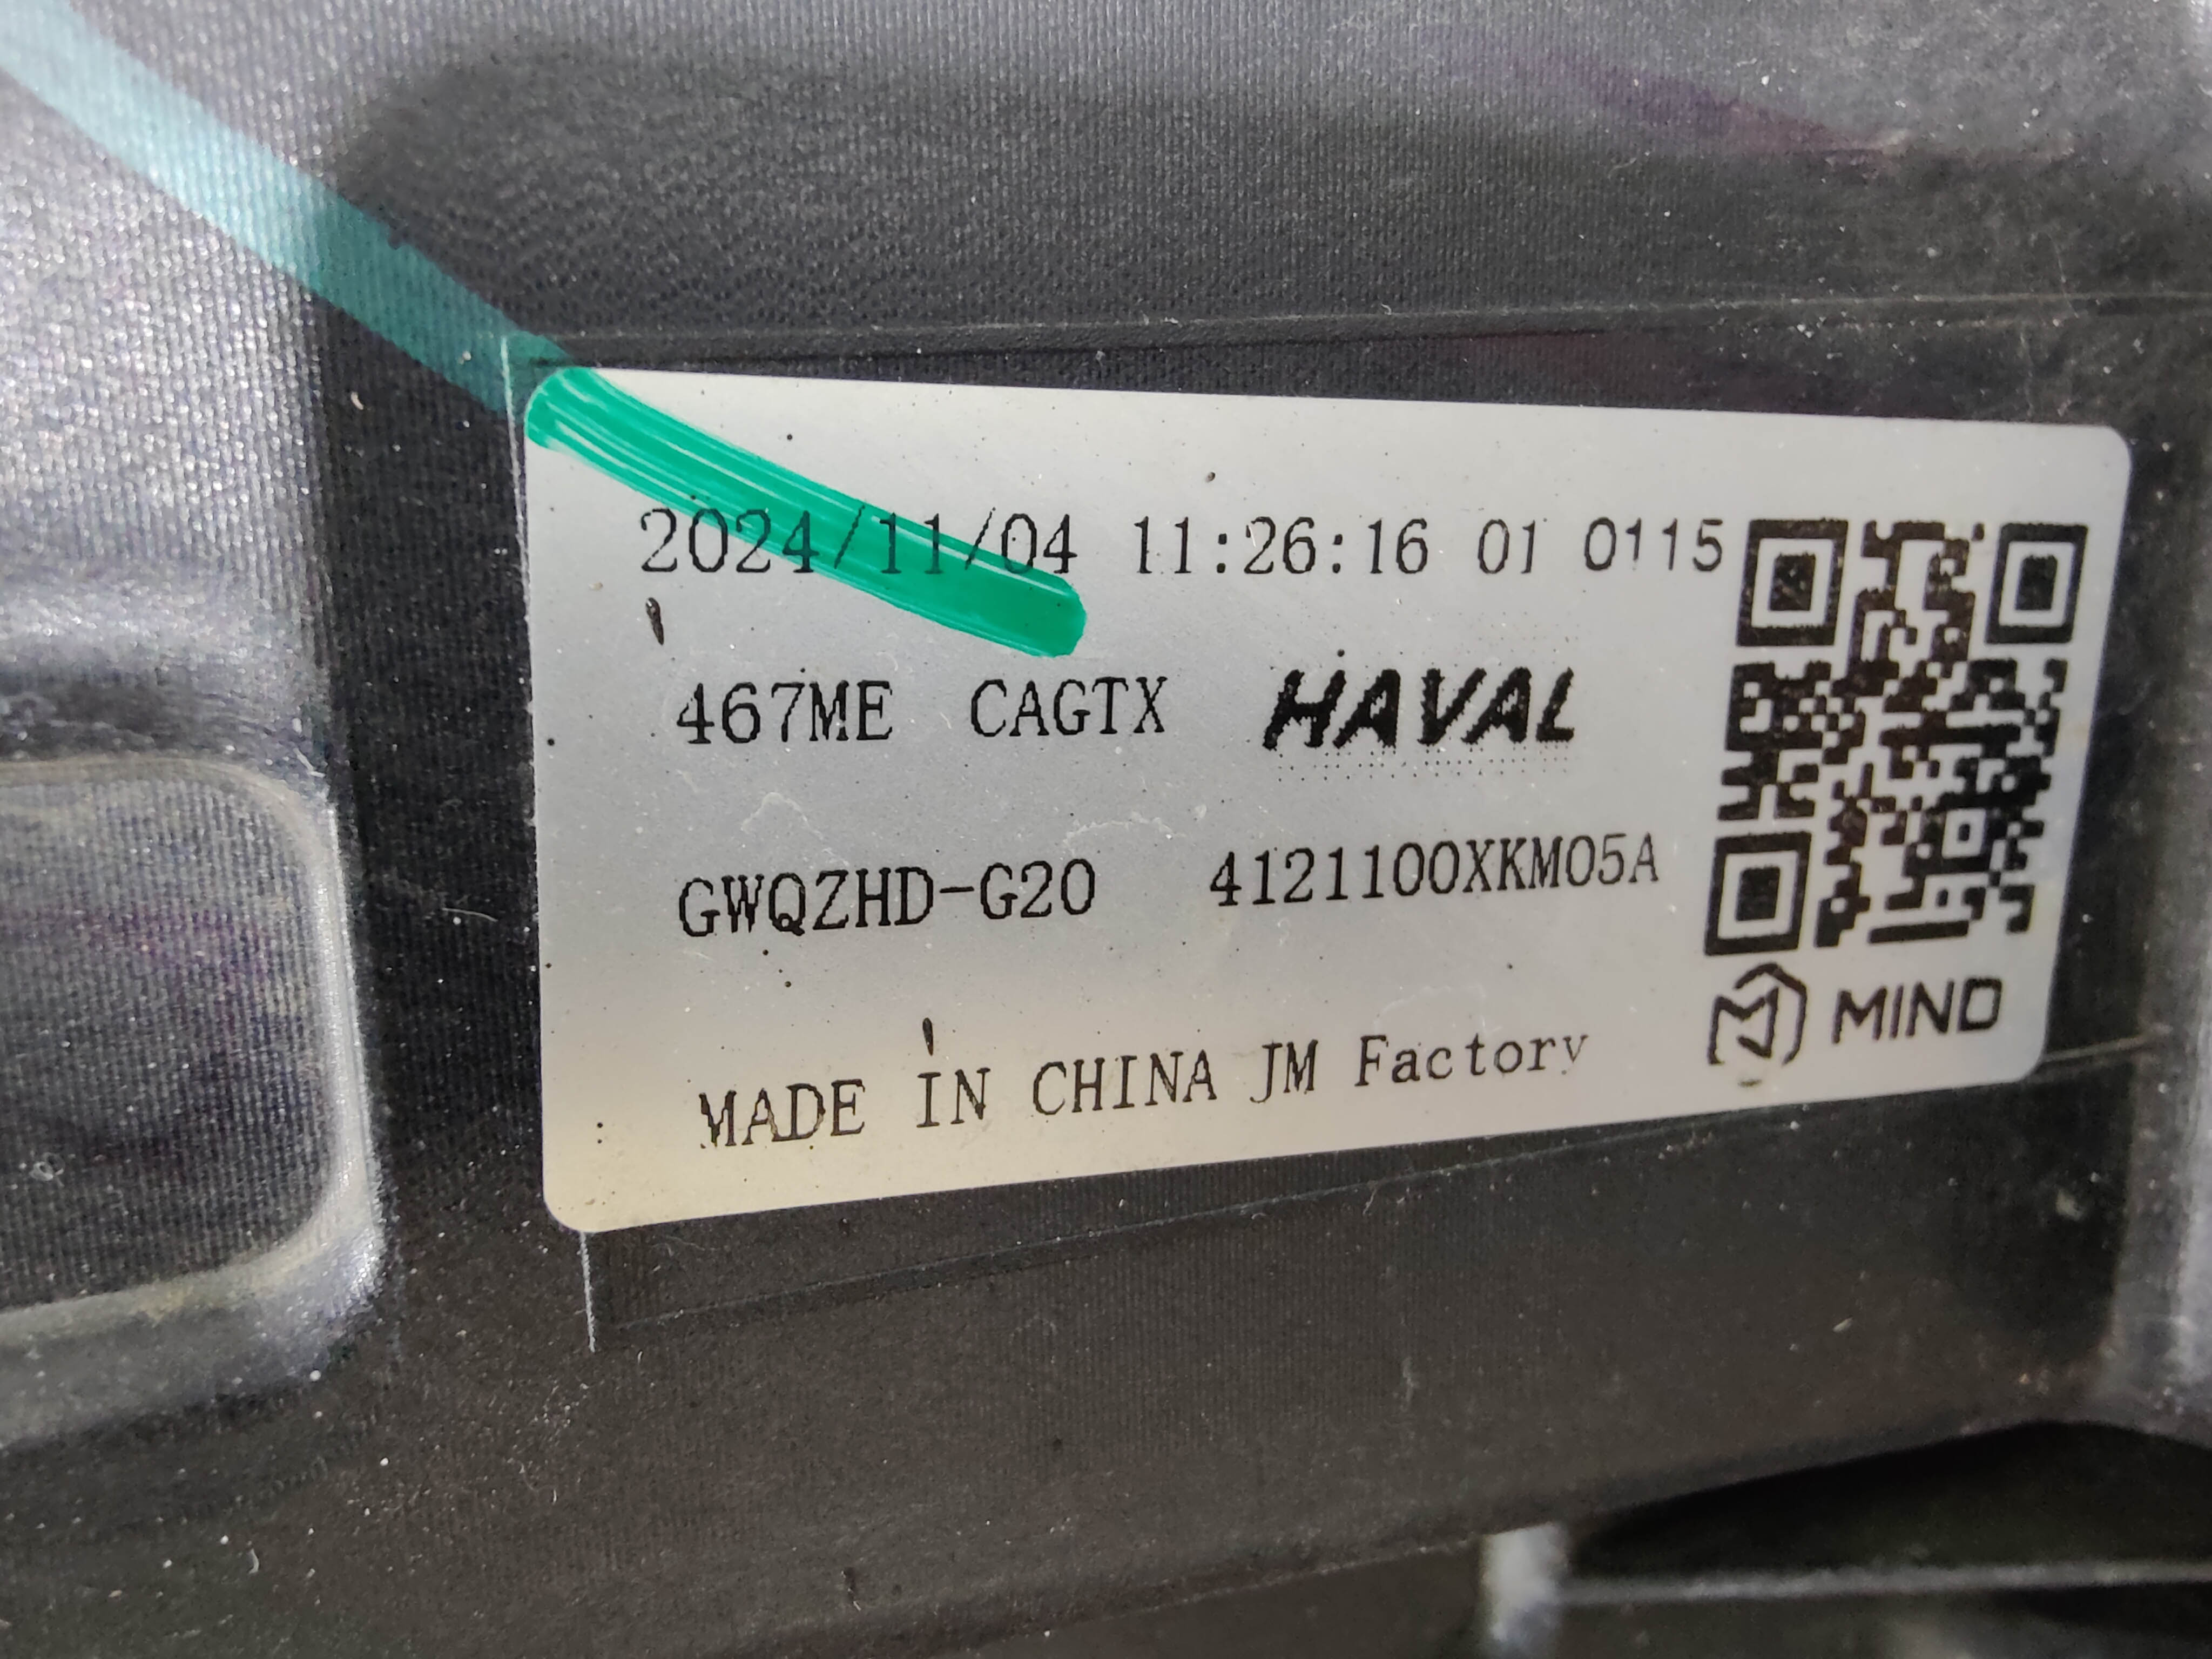 2024/11/04 11:26:16 01 0115
467ME CAGTX HAVAL
GWQZHD-G20 4121100XKM05A
MADE IN CHINA JM Factory
MIND